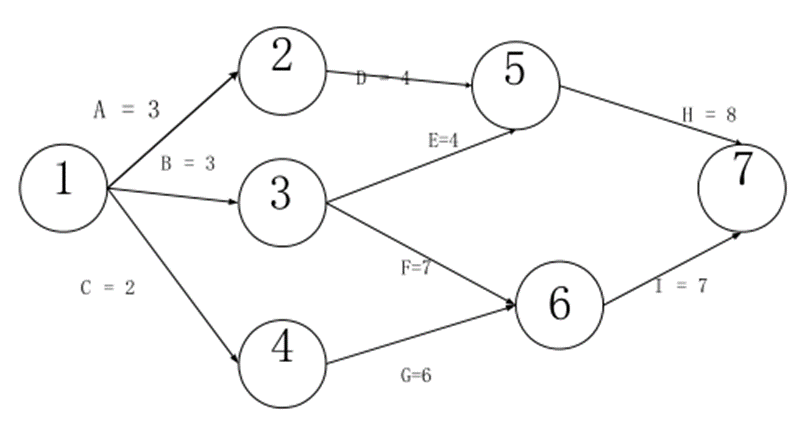 2
5
A = 3
D = 4
H = 8
E=4
B = 3
1
3
7
F=7
C = 2
I = 7
6
4
G=6